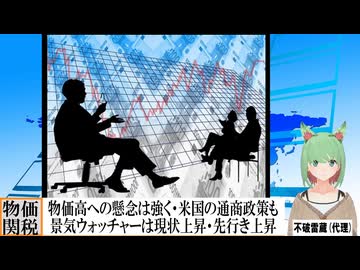 物価
関税
物価高への懸念は強く・米国の通商政策も
景気ウォッチャーは現状上昇・先行き上昇
不破雷蔵（代理）